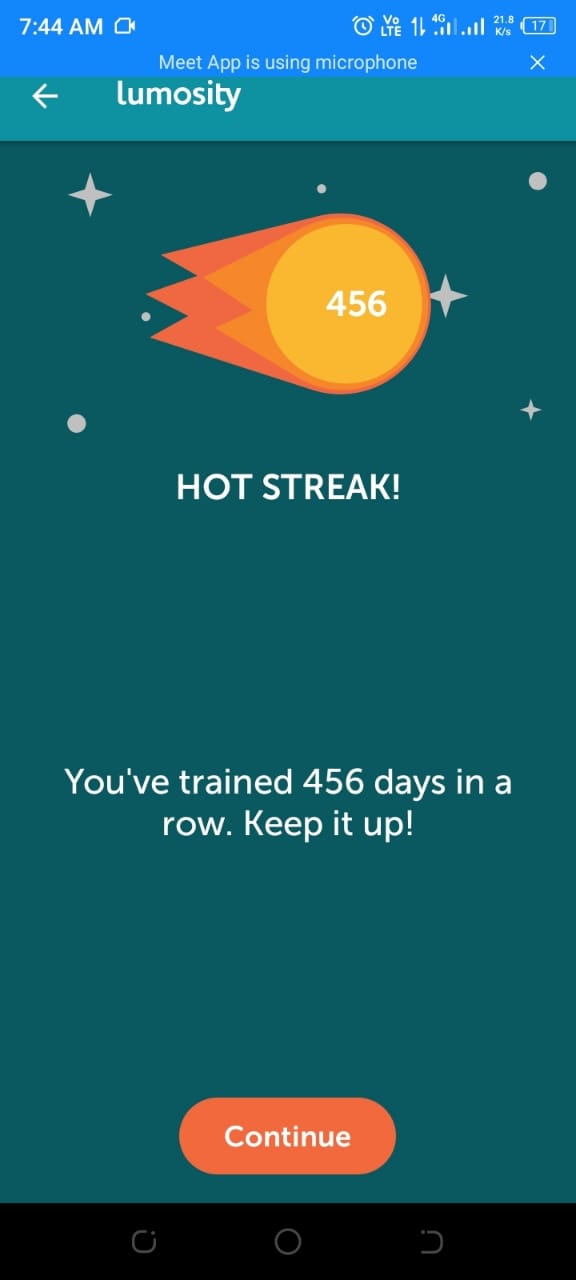 7:44 AM
Vo LTE 4G 21.8 K/s 17
Meet App is using microphone
lumosity
456
HOT STREAK!
You've trained 456 days in a
row. Keep it up!
Continue